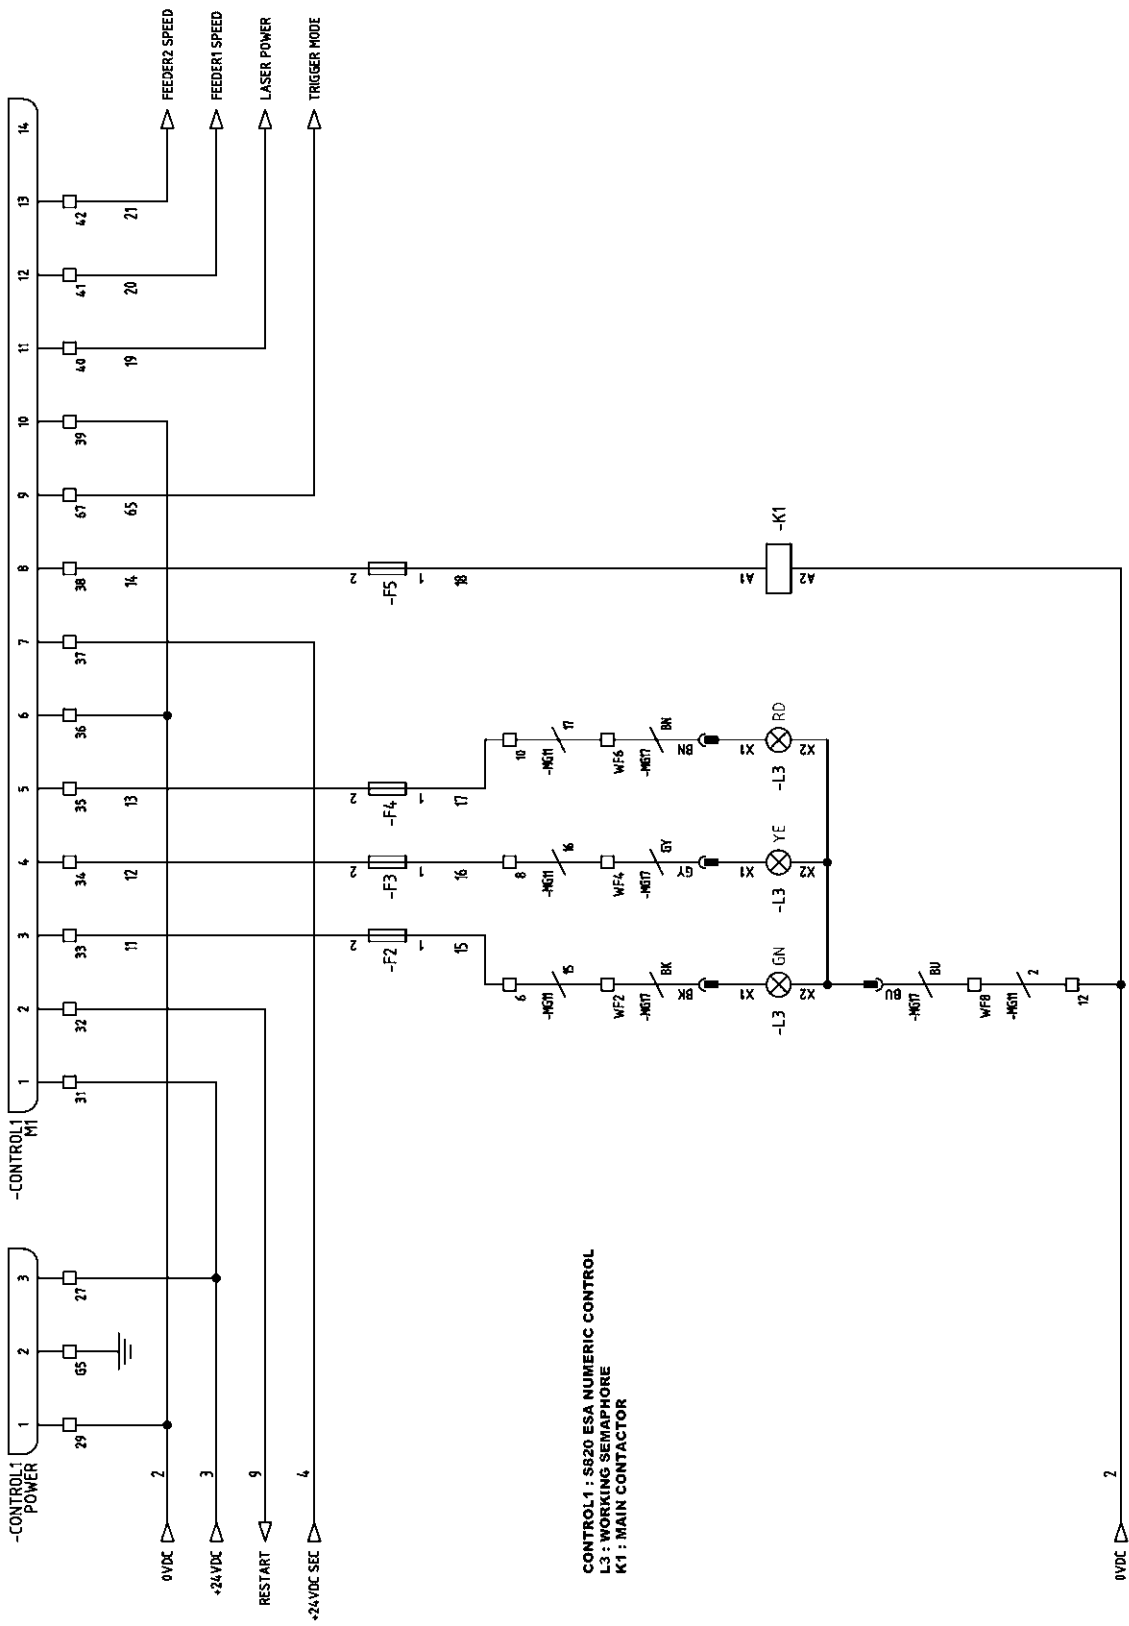 -CONTROL1
POWER
1
2
3
29
G5
27
-CONTROL1
M1
1
2
3
4
5
6
7
8
9
10
11
12
13
14
31
32
33
34
35
36
37
38
67
39
40
41
42
11
12
13
14
65
19
20
21
0VDC
2
+24VDC
3
RESTART
9
+24VDC SEC
4
FEEDER2 SPEED
FEEDER1 SPEED
LASER POWER
TRIGGER MODE
2
-F2
1
15
2
-F3
1
16
2
-F4
1
17
2
-F5
1
18
6
-MG11
15
WF2
-MG17
BK
BK
X1
-L3
GN
X2
8
-MG11
16
WF4
-MG17
GY
GY
X1
-L3
YE
X2
10
-MG11
17
WF6
-MG17
BN
BN
X1
-L3
RD
X2
A1
-K1
A2
BU
-MG17
BU
WF8
-MG11
2
12
CONTROL1 : S820 ESA NUMERIC CONTROL
L3 : WORKING SEMAPHORE
K1 : MAIN CONTACTOR
0VDC
2